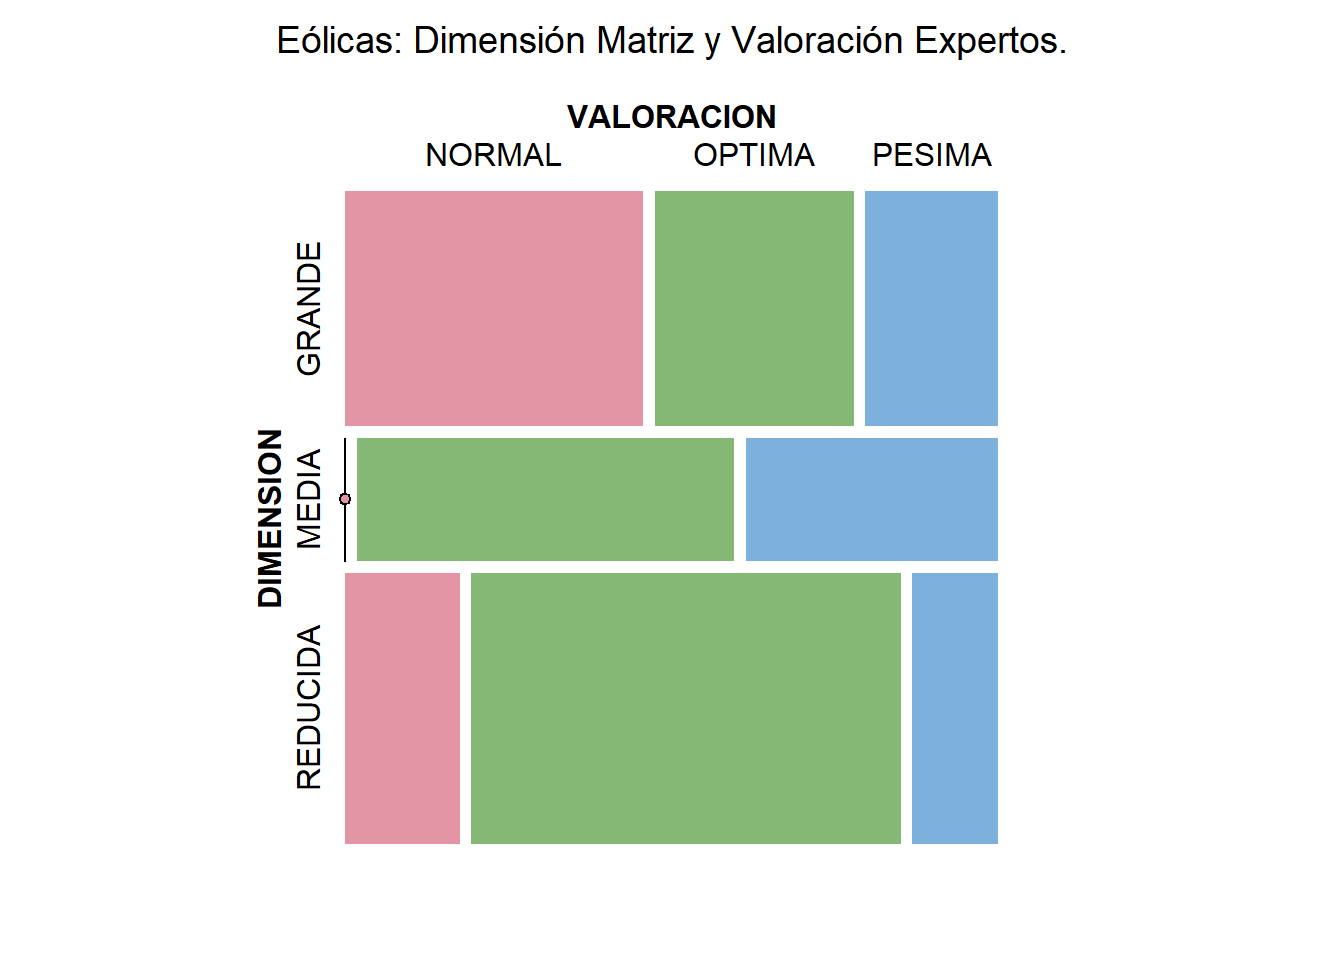 Eólicas: Dimensión Matriz y Valoración Expertos.
VALORACION
NORMAL OPTIMA PESIMA
DIMENSION
GRANDE
MEDIA
REDUCIDA